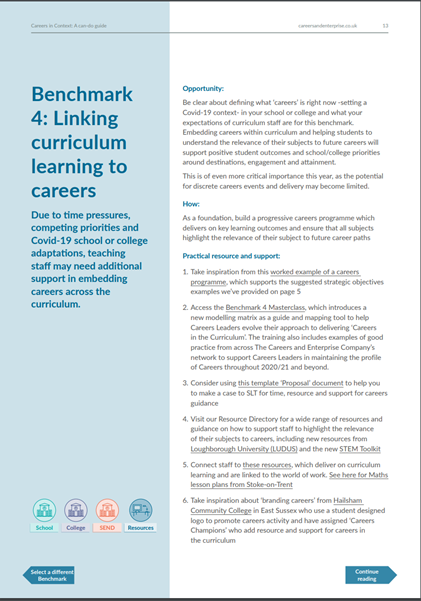 Careers in Context: A can-do guide
careersandenterprise.co.uk
13
Benchmark
4: Linking
curriculum
learning to
careers
Due to time pressures,
competing priorities and
Covid-19 school or college
adaptations, teaching
staff may need additional
support in embedding
careers across the
curriculum.
School
College
SEND
Resources
Select a different
Benchmark
Opportunity:
Be clear about defining what 'careers' is right now -setting a
Covid-19 context- in your school or college and what your
expectations of curriculum staff are for this benchmark.
Embedding careers within curriculum and helping students to
understand the relevance of their subjects to future careers will
support positive student outcomes and school/college priorities
around destinations, engagement and attainment.
This is of even more critical importance this year, as the potential
for discrete careers events and delivery may become limited.
How:
As a foundation, build a progressive careers programme which
delivers on key learning outcomes and ensure that all subjects
highlight the relevance of their subject to future career paths
Practical resource and support:
1. Take inspiration from this worked example of a careers
programme, which supports the suggested strategic objectives
examples we've provided on page 5
2. Access the Benchmark 4 Masterclass, which introduces a
new modelling matrix as a guide and mapping tool to help
Careers Leaders evolve their approach to delivering 'Careers
in the Curriculum'. The training also includes examples of good
practice from across The Careers and Enterprise Company's
network to support Careers Leaders in maintaining the profile
of Careers throughout 2020/21 and beyond.
3. Consider using this template 'Proposal' document to help you
to make a case to SLT for time, resource and support for careers
guidance
4. Visit our Resource Directory for a wide range of resources and
guidance on how to support staff to highlight the relevance
of their subjects to careers, including new resources from
Loughborough University (LUDUS) and the new STEM Toolkit
5. Connect staff to these resources, which deliver on curriculum
learning and are linked to the world of work. See here for Maths
lesson plans from Stoke-on-Trent
6. Take inspiration about 'branding careers' from Hailsham
Community College in East Sussex who use a student designed
logo to promote careers activity and have assigned 'Careers
Champions' who add resource and support for careers in
the curriculum
Continue
reading